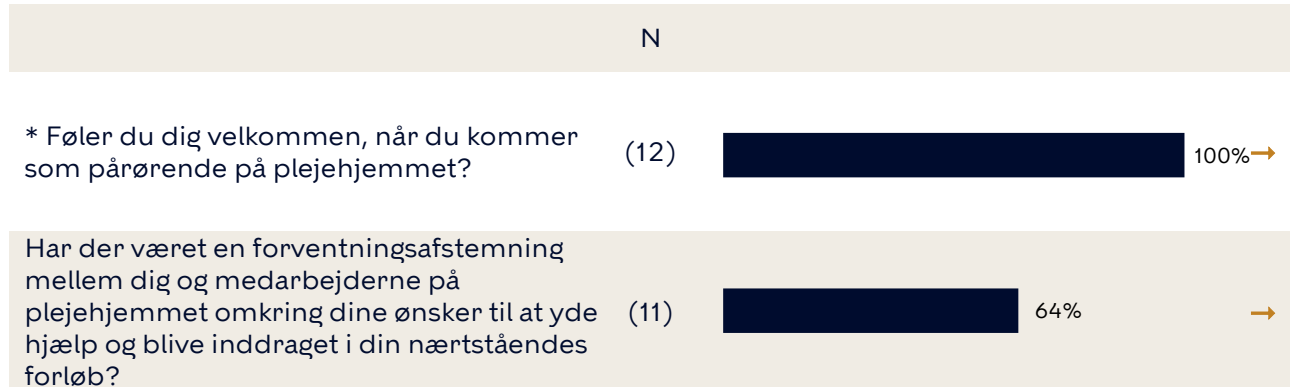 N
* Føler du dig velkommen, når du kommer
som pårørende på plejehjemmet?
(12)
100%→
Har der været en forventningsafstemning
mellem dig og medarbejderne på
plejehjemmet omkring dine ønsker til at yde
hjælp og blive inddraget i din nærtståendes
forløb?
(11)
64%
→